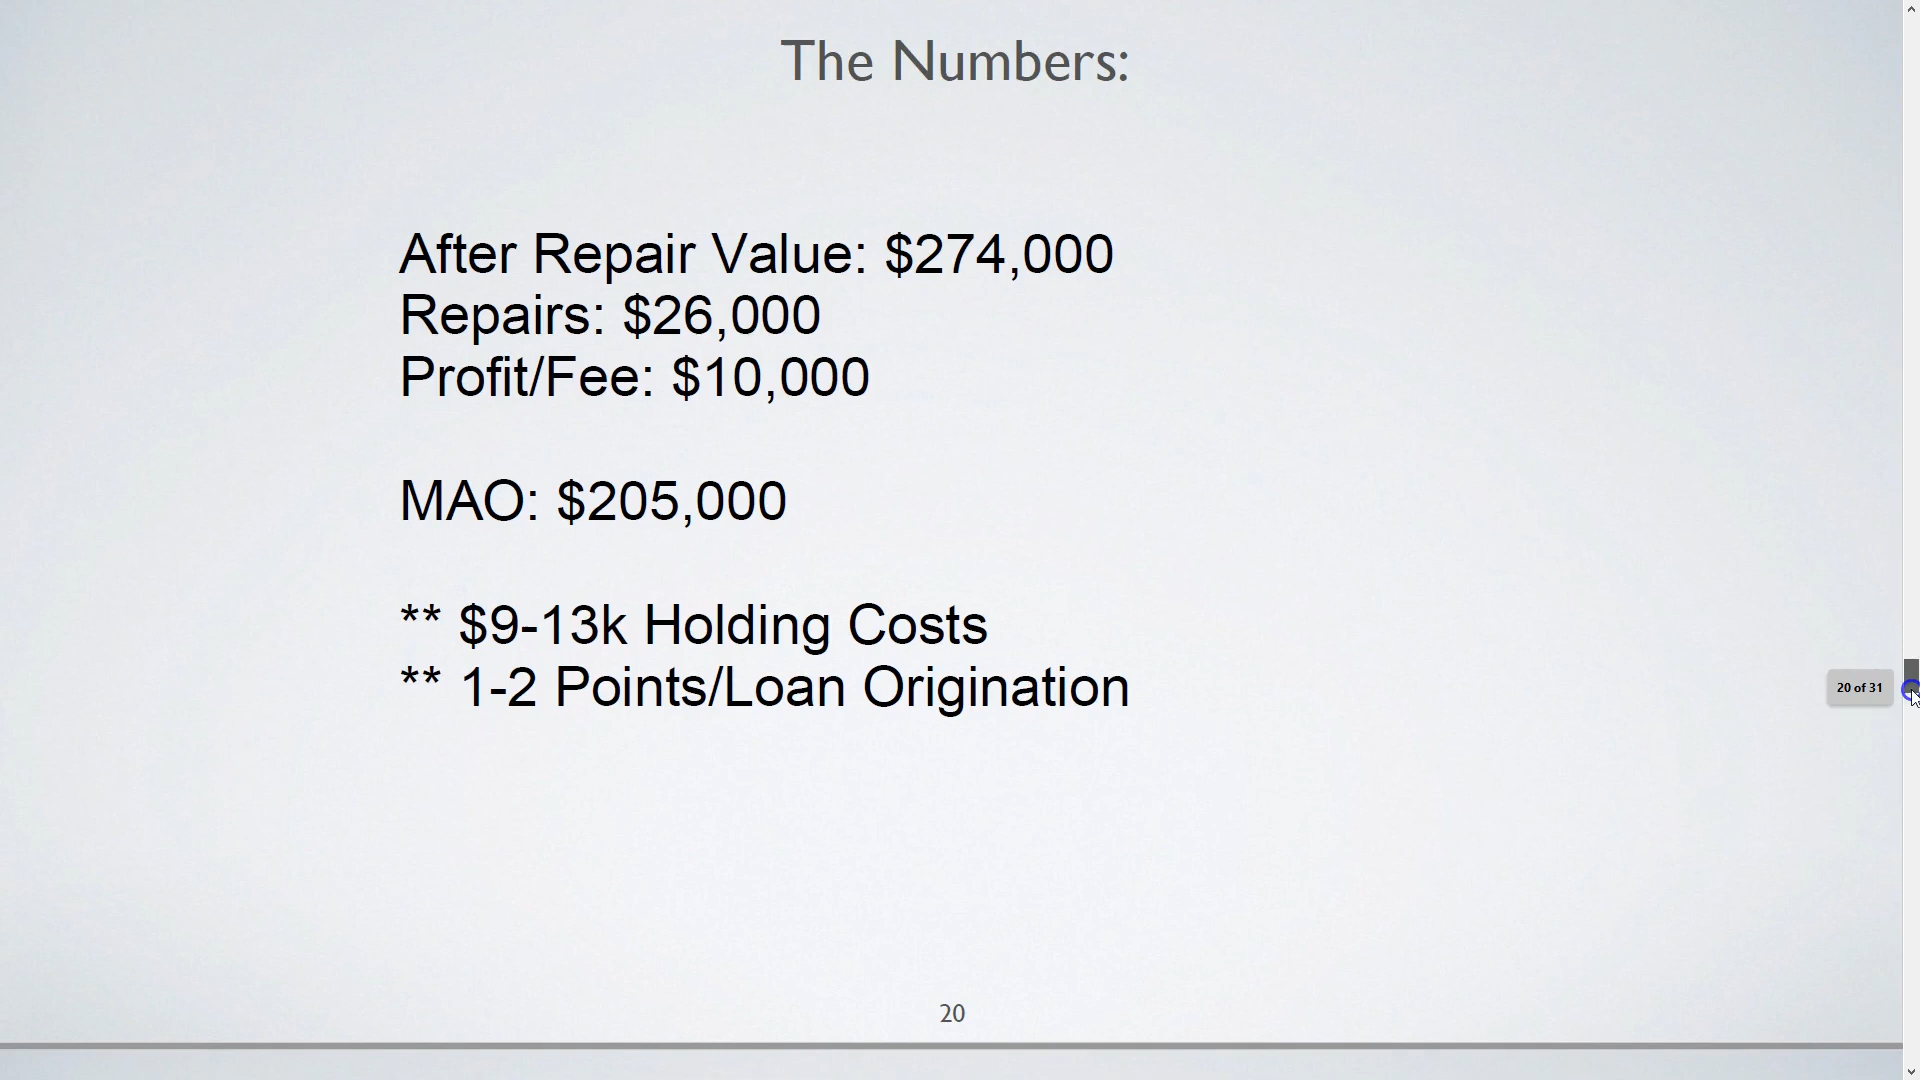 The Numbers:
After Repair Value: $274,000
Repairs: $26,000
Profit/Fee: $10,000
MAO: $205,000
** $9-13k Holding Costs
** 1-2 Points/Loan Origination
20 of 31
20